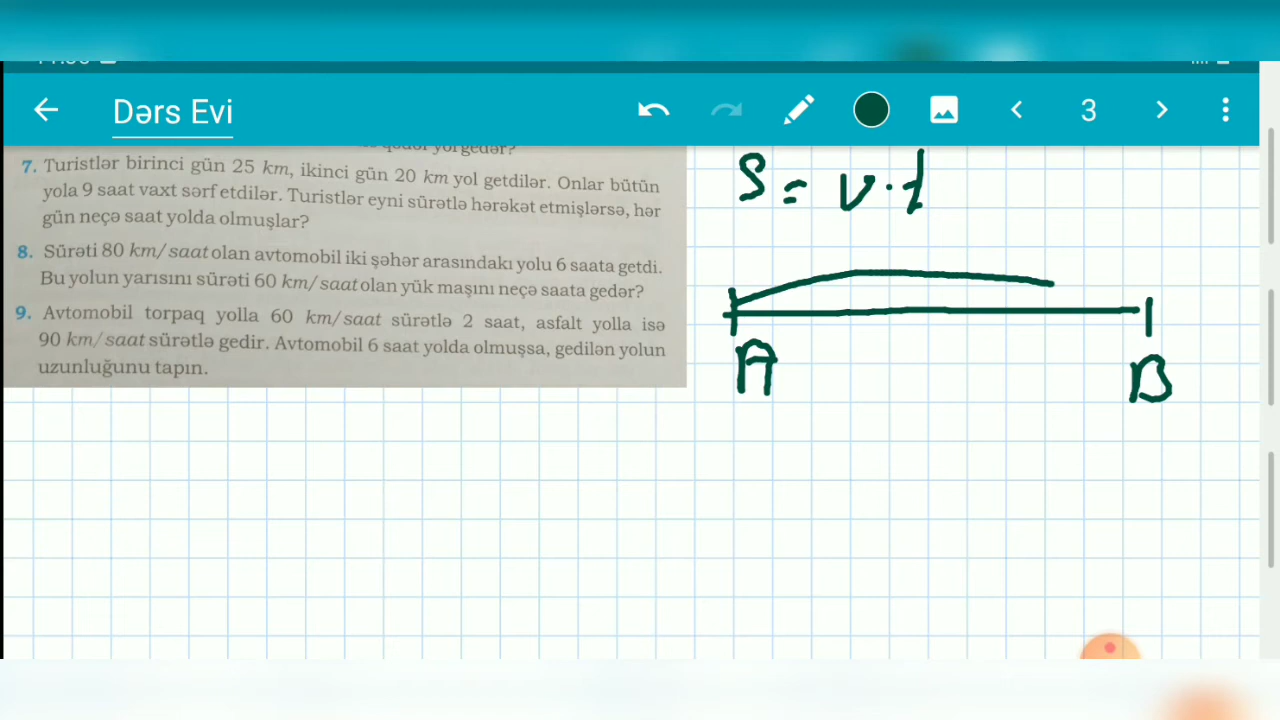 Dərs Evi
3
yol gedər?
7. Turistlər birinci gün 25 km, ikinci gün 20 km yol getdilər. Onlar bütün
yola 9 saat vaxt sərf etdilər. Turistlər eyni sürətlə hərəkət etmişlərsə, hər
gün neçə saat yolda olmuşlar?
8. Sürəti 80 km/saat olan avtomobil iki şəhər arasındakı yolu 6 saata getdi.
Bu yolun yarısını sürəti 60 km/saat olan yük maşını neçə saata gedər?
9. Avtomobil torpaq yolla 60 km/saat sürətlə 2 saat, asfalt yolla isə
90 km/saat sürətlə gedir. Avtomobil 6 saat yolda olmuşsa, gedilən yolun
uzunluğunu tapın.
S = v·t
A
B